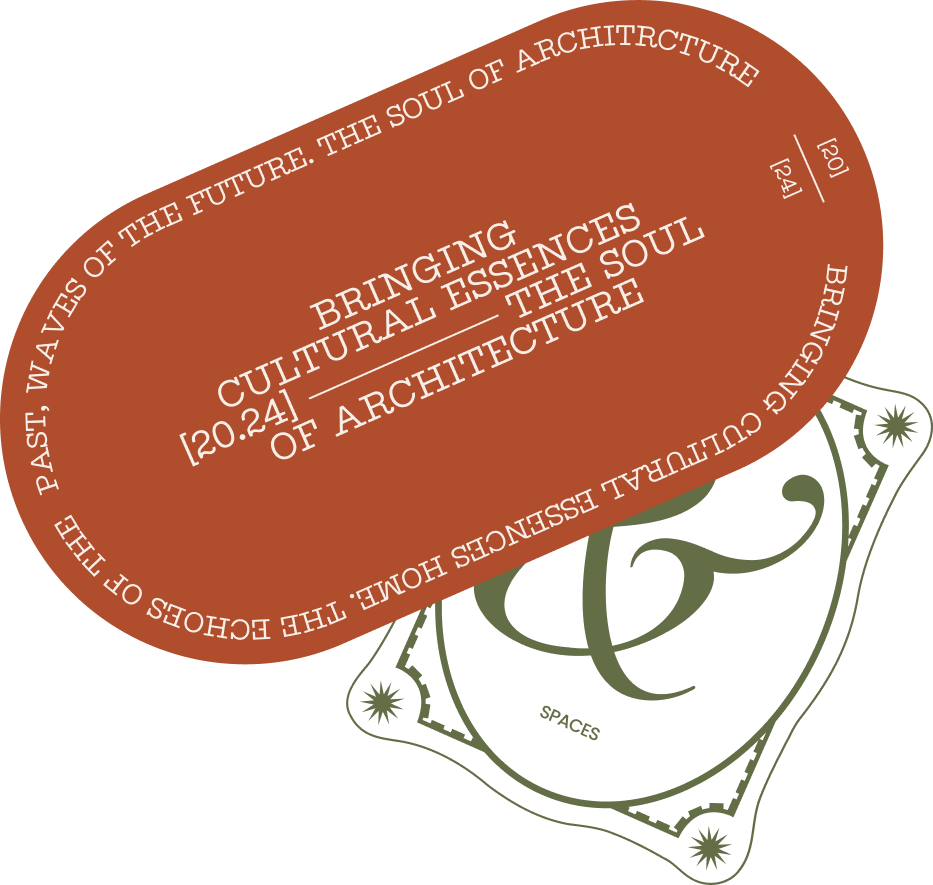 BRINGING
CULTURAL ESSENCES
[20.24] ——— THE SOUL
OF ARCHITECTURE
BRINGING CULTURAL ESSENCES HOME. THE ECHOES OF THE PAST, WAVES OF THE FUTURE. THE SOUL OF ARCHITRCTURE
[20]
[24]
&
SPACES